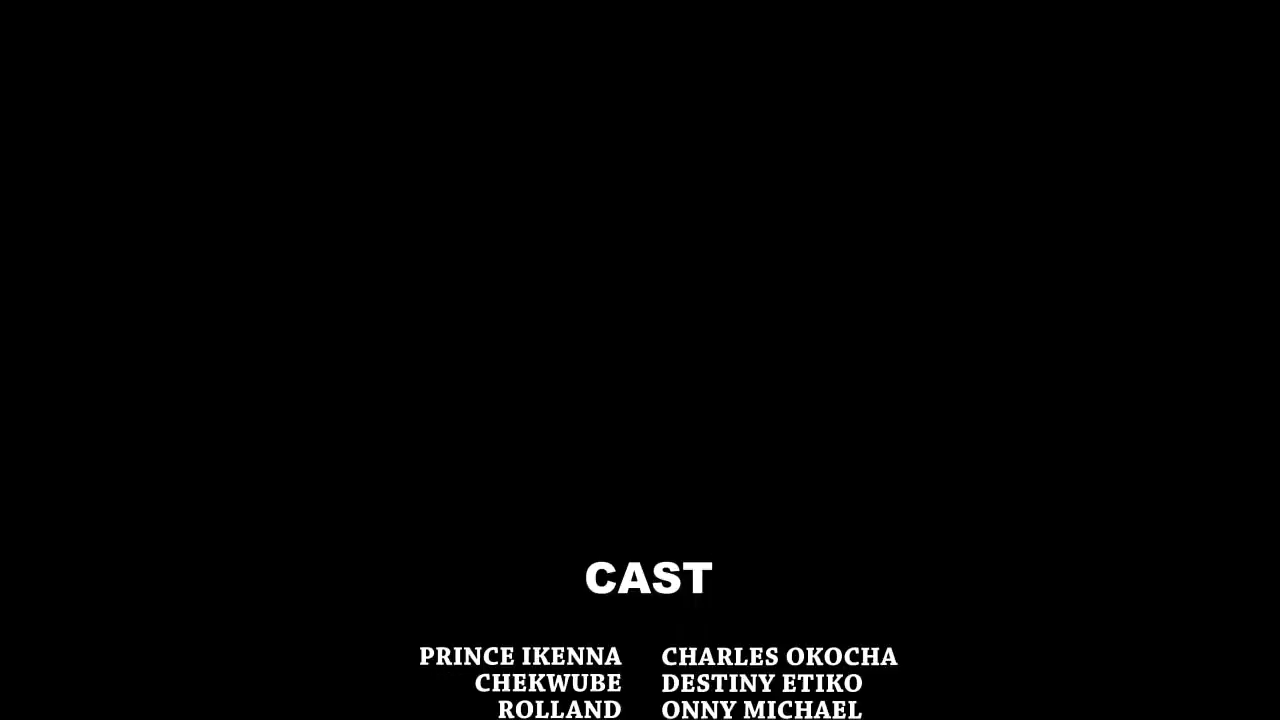 CAST
PRINCE IKENNA CHARLES OKOCHA
CHEKWUBE DESTINY ETIKO
ROLLAND ONNY MICHAEL